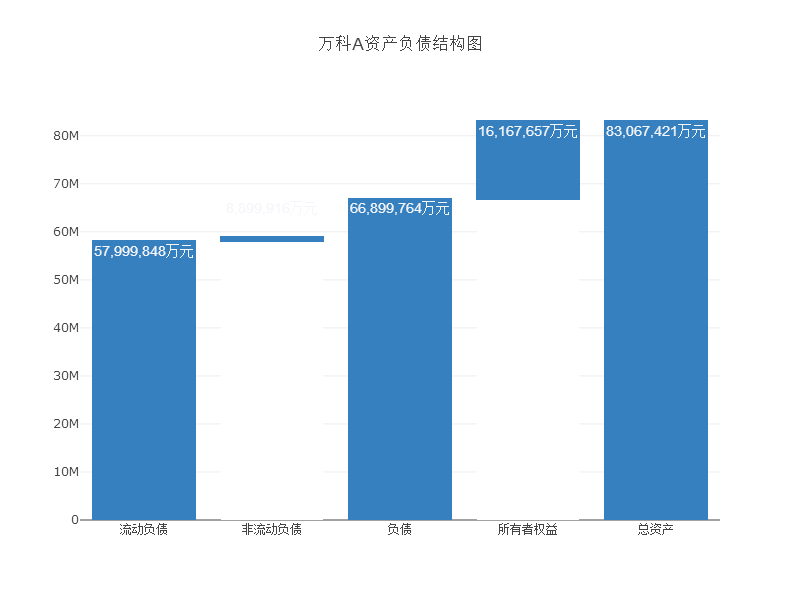 万科A资产负债结构图
80M
70M
60M
50M
40M
30M
20M
10M
0
57,999,848万元
8,899,916万元
66,899,764万元
16,167,657万元
83,067,421万元
流动负债
非流动负债
负债
所有者权益
总资产